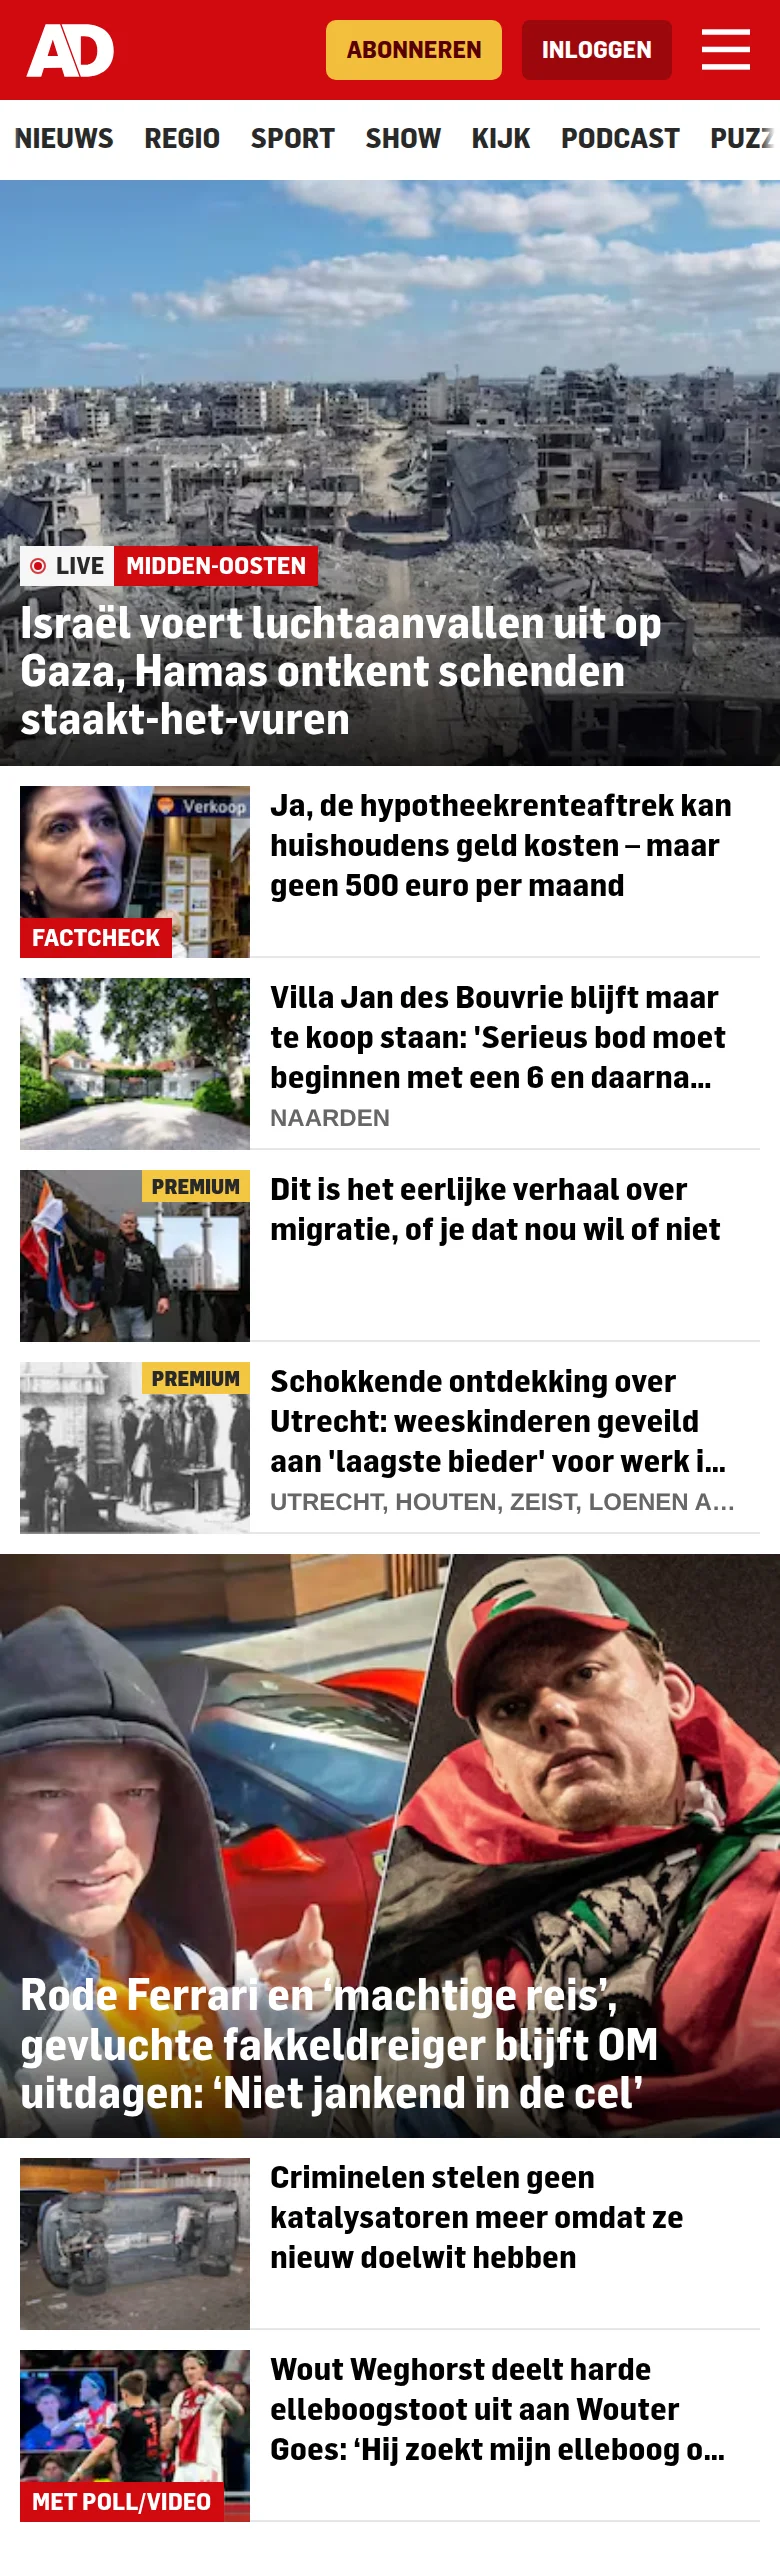 AD
ABONNEREN
INLOGGEN
NIEUWS REGIO SPORT SHOW KIJK PODCAST PUZZ
LIVE MIDDEN-OOSTEN
Israël voert luchtaanvallen uit op
Gaza, Hamas ontkent schenden
staakt-het-vuren
Verkoop
FACTCHECK
Ja, de hypotheekrenteaftrek kan
huishoudens geld kosten – maar
geen 500 euro per maand
Villa Jan des Bouvrie blijft maar
te koop staan: 'Serieus bod moet
beginnen met een 6 en daarna...
NAARDEN
PREMIUM
Dit is het eerlijke verhaal over
migratie, of je dat nou wil of niet
PREMIUM
Schokkende ontdekking over
Utrecht: weeskinderen geveild
aan 'laagste bieder' voor werk i...
UTRECHT, HOUTEN, ZEIST, LOENEN A...
Rode Ferrari en ‘machtige reis’,
gevluchte fakkeldreiger blijft OM
uitdagen: ‘Niet jankend in de cel’
Criminelen stelen geen
katalysatoren meer omdat ze
nieuw doelwit hebben
MET POLL/VIDEO
Wout Weghorst deelt harde
elleboogstoot uit aan Wouter
Goes: ‘Hij zoekt mijn elleboog o...